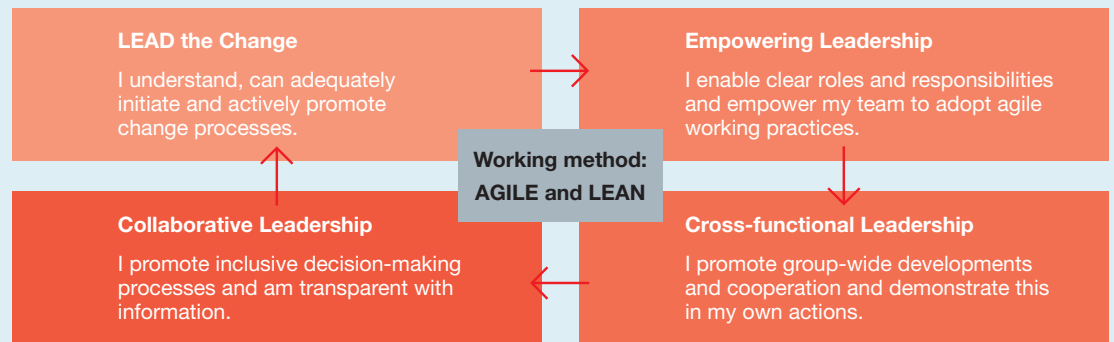 LEAD the Change
I understand, can adequately
initiate and actively promote
change processes.
Empowering Leadership
I enable clear roles and responsibilities
and empower my team to adopt agile
working practices.
Working method:
AGILE and LEAN
Collaborative Leadership
I promote inclusive decision-making
processes and am transparent with
information.
Cross-functional Leadership
I promote group-wide developments
and cooperation and demonstrate this
in my own actions.